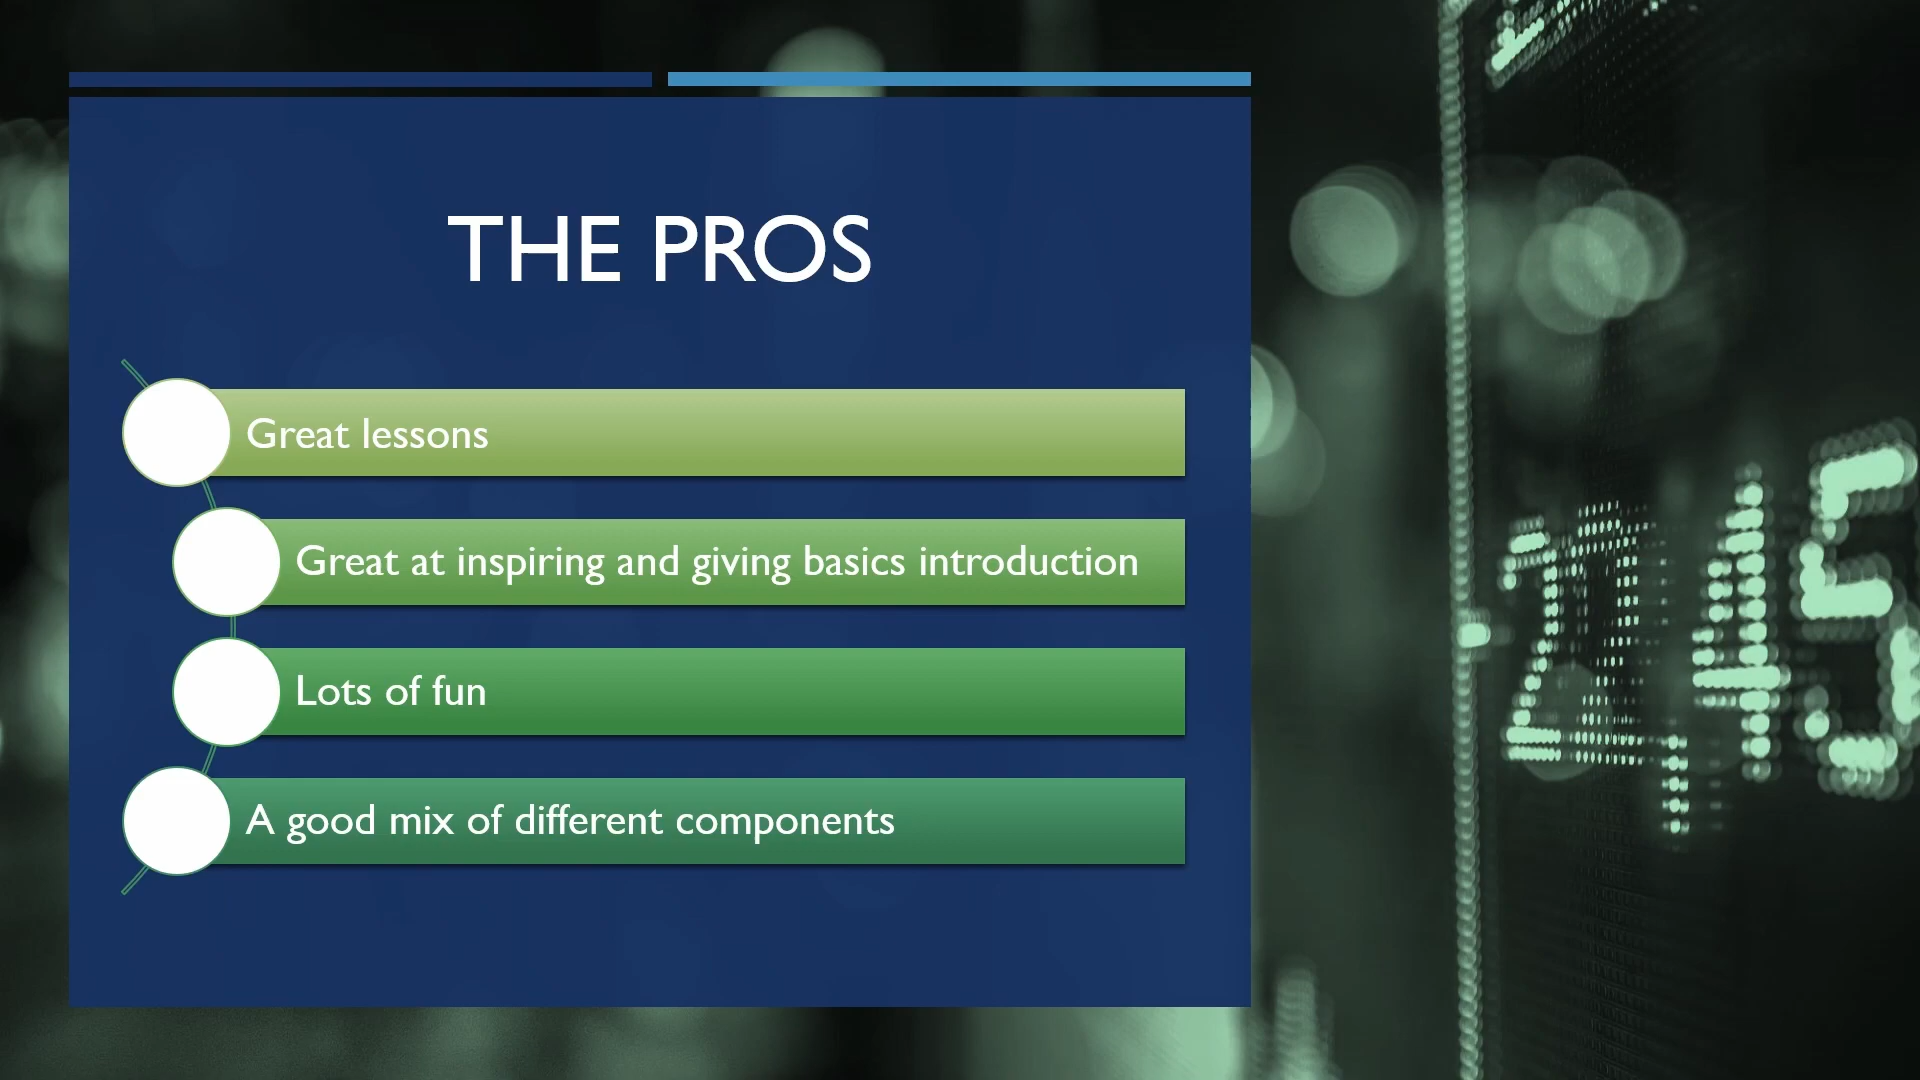 THE PROS
Great lessons
Great at inspiring and giving basics introduction
Lots of fun
A good mix of different components
45